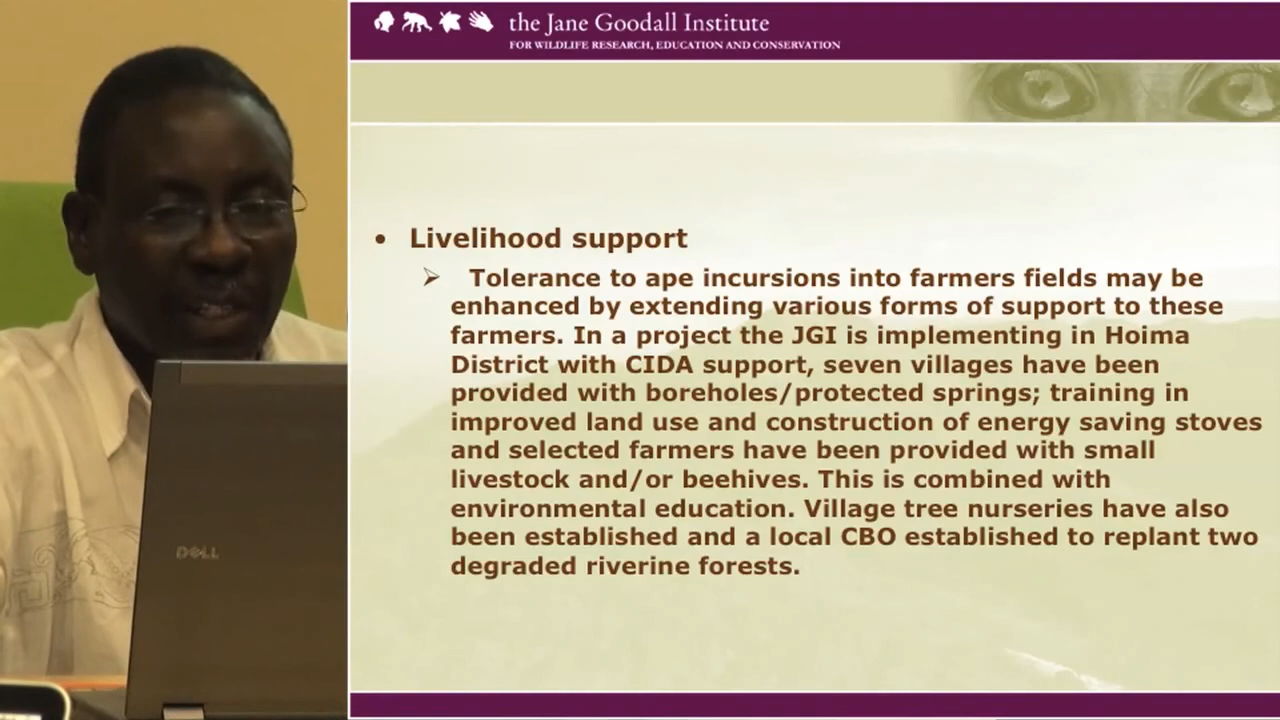 the Jane Goodall Institute
FOR WILDLIFE RESEARCH, EDUCATION AND CONSERVATION
• Livelihood support
➢ Tolerance to ape incursions into farmers fields may be
enhanced by extending various forms of support to these
farmers. In a project the JGI is implementing in Hoima
District with CIDA support, seven villages have been
provided with boreholes/protected springs; training in
improved land use and construction of energy saving stoves
and selected farmers have been provided with small
livestock and/or beehives. This is combined with
environmental education. Village tree nurseries have also
been established and a local CBO established to replant two
degraded riverine forests.
DELL